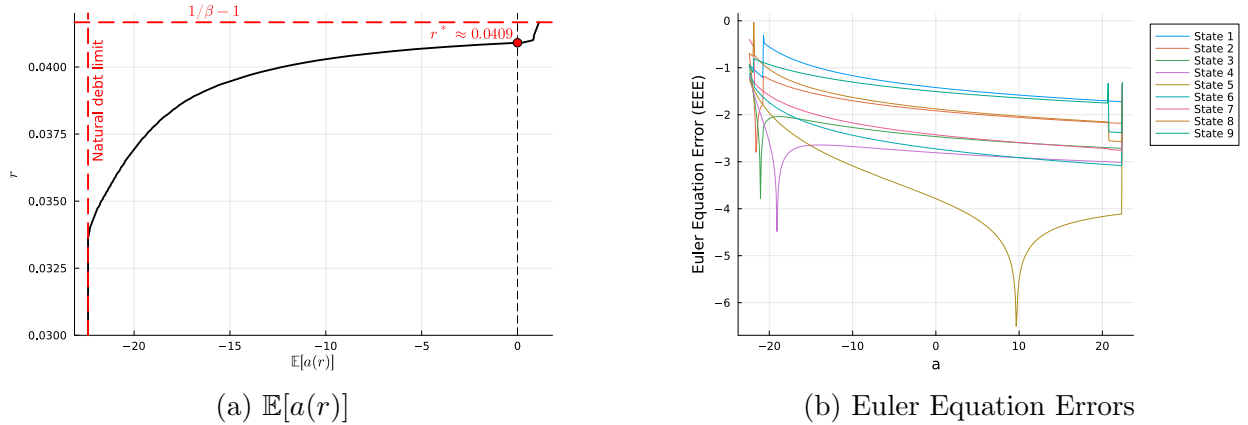 1/β − 1
r* ≈ 0.0409
Natural debt limit
0.0400
0.0375
0.0350
0.0325
0.0300
r
−20
−15
−10
−5
0
𝔼[a(r)]
(a) 𝔼[a(r)]
0
−1
−2
−3
−4
−5
−6
Euler Equation Error (EEE)
−20
−10
0
10
20
a
State 1
State 2
State 3
State 4
State 5
State 6
State 7
State 8
State 9
(b) Euler Equation Errors